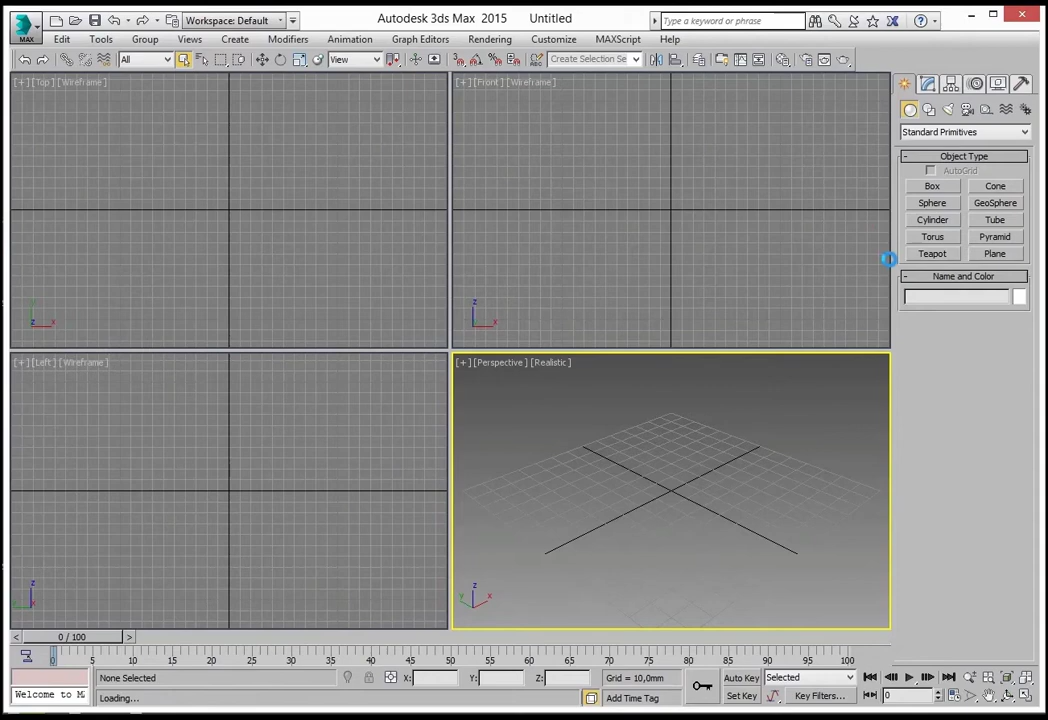 Workspace: Default
Autodesk 3ds Max 2015 Untitled
Type a keyword or phrase
MAX
Edit Tools Group Views Create Modifiers Animation Graph Editors Rendering Customize MAXScript Help
All
View
Create Selection Se
[+] [Top] [Wireframe]
[+] [Front] [Wireframe]
Standard Primitives
Object Type
AutoGrid
Box Cone
Sphere GeoSphere
Cylinder Tube
Torus Pyramid
Teapot Plane
Name and Color
z x
z x
[+] [Left] [Wireframe]
[+] [Perspective] [Realistic]
z
z x
0 / 100
0 5 10 15 20 25 30 35 40 45 50 55 60 65 70 75 80 85 90 95 100
None Selected
X: Y: Z:
Grid = 10,0mm
Auto Key Selected
Welcome to M
Loading...
Add Time Tag
Set Key Key Filters...
0